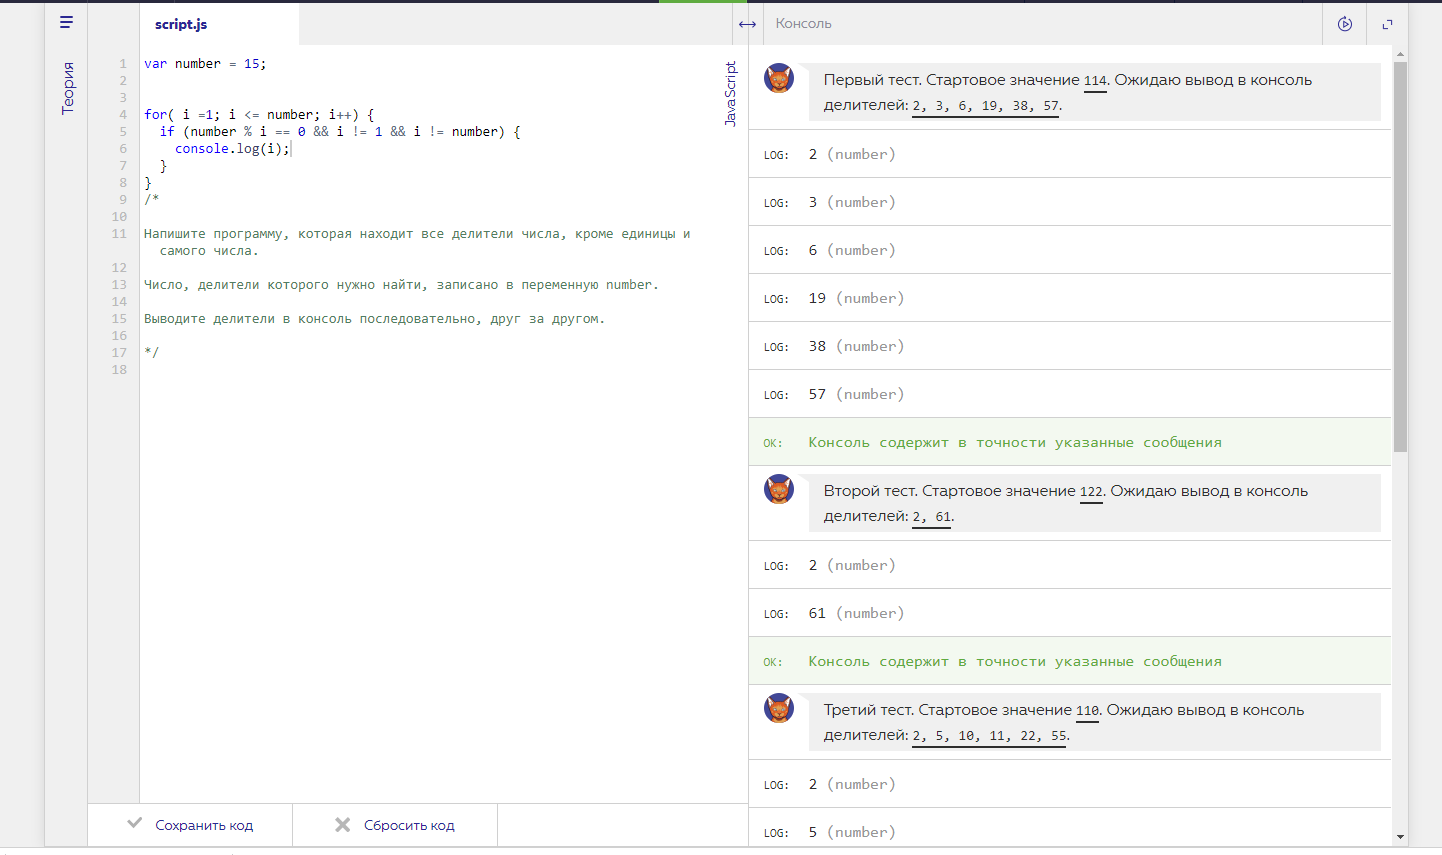 script.js
Теория
JavaScript
1 var number = 15;
2
3
4 for( i =1; i <= number; i++) {
5   if (number % i == 0 && i != 1 && i != number) {
6     console.log(i);
7   }
8 }
9 /*
10
11 Напишите программу, которая находит все делители числа, кроме единицы и
самого числа.
12
13 Число, делители которого нужно найти, записано в переменную number.
14
15 Выводите делители в консоль последовательно, друг за другом.
16
17 */
18
Сохранить код
Сбросить код
Консоль
Первый тест. Стартовое значение 114. Ожидаю вывод в консоль
делителей: 2, 3, 6, 19, 38, 57.
LOG: 2 (number)
LOG: 3 (number)
LOG: 6 (number)
LOG: 19 (number)
LOG: 38 (number)
LOG: 57 (number)
OK: Консоль содержит в точности указанные сообщения
Второй тест. Стартовое значение 122. Ожидаю вывод в консоль
делителей: 2, 61.
LOG: 2 (number)
LOG: 61 (number)
OK: Консоль содержит в точности указанные сообщения
Третий тест. Стартовое значение 110. Ожидаю вывод в консоль
делителей: 2, 5, 10, 11, 22, 55.
LOG: 2 (number)
LOG: 5 (number)